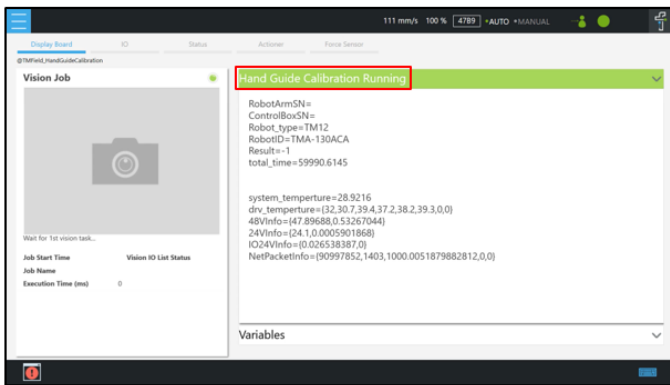 111 mm/s 100 % 4789 •AUTO •MANUAL
Display Board IO Status Actioner Force Sensor
@TMField_HandGuideCalibration
Vision Job
Wait for 1st vision task...
Job Start Time Vision IO List Status
Job Name
Execution Time (ms) 0
Hand Guide Calibration Running
RobotArmSN=
ControlBoxSN=
Robot_type=TM12
RobotID=TMA-130ACA
Result=-1
total_time=59990.6145
system_temperture=28.9216
drv_temperture={32,30.7,39.4,37.2,38.2,39.3,0,0}
48VInfo={47.89688,0.53267044}
24VInfo={24.1,0.0005901868}
IO24VInfo={0.026538387,0}
NetPacketInfo={90997852,1403,1000.0051879882812,0,0}
Variables